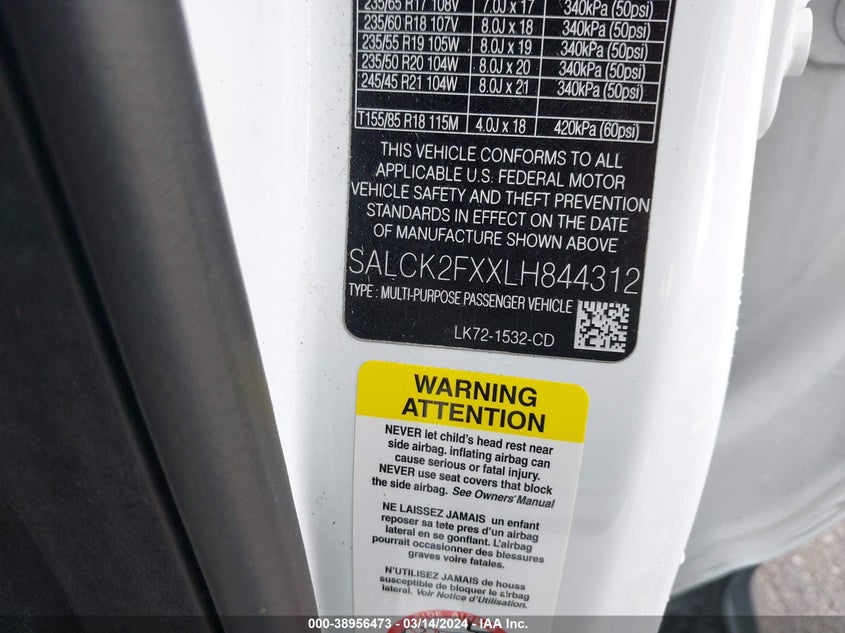 235/65 R17 108V 7.0J x 17 340kPa (50psi)
235/60 R18 107V 8.0J x 18 340kPa (50psi)
235/55 R19 105W 8.0J x 19 340kPa (50psi)
235/50 R20 104W 8.0J x 20 340kPa (50psi)
245/45 R21 104W 8.0J x 21 340kPa (50psi)
T155/85 R18 115M 4.0J x 18 420kPa (60psi)
THIS VEHICLE CONFORMS TO ALL
APPLICABLE U.S. FEDERAL MOTOR
VEHICLE SAFETY AND THEFT PREVENTION
STANDARDS IN EFFECT ON THE DATE
OF MANUFACTURE SHOWN ABOVE
SALCK2FXXLH844312
TYPE : MULTI-PURPOSE PASSENGER VEHICLE
LK72-1532-CD
WARNING
ATTENTION
NEVER let child's head rest near
side airbag. inflating airbag can
cause serious or fatal injury.
NEVER use seat covers that block
the side airbag. See Owners' Manual
NE LAISSEZ JAMAIS un enfant
reposer sa tete pres d'un airbag
lateral en se gonflant. L'airbag
pourrait occasionner des blessures
graves voire fatales.
N'UTILISEZ JAMAIS de houss
susceptible de bloquer le airbag
latéral. Voir Notice d'Utilisation.
SIDE AIR
000-38956473 - 03/14/2024 - IAA Inc.